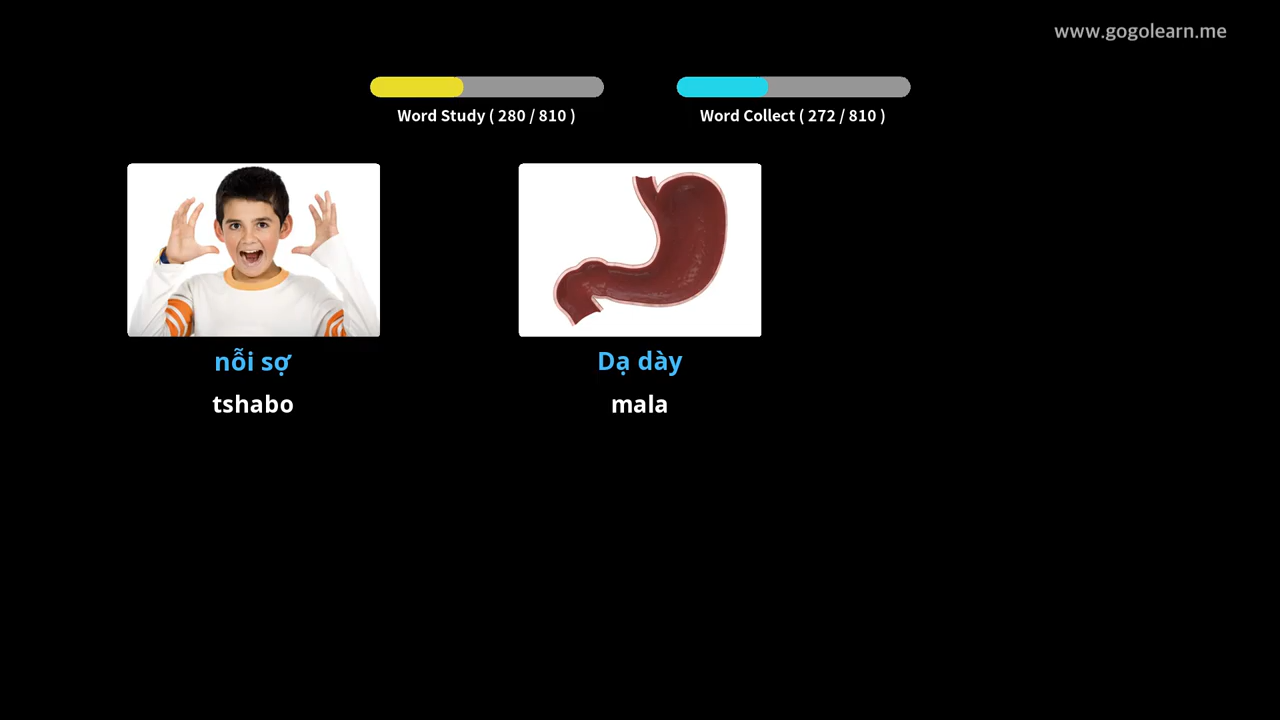 www.gogolearn.me
Word Study ( 280 / 810 )
Word Collect ( 272 / 810 )
nỗi sợ
tshabo
Dạ dày
mala